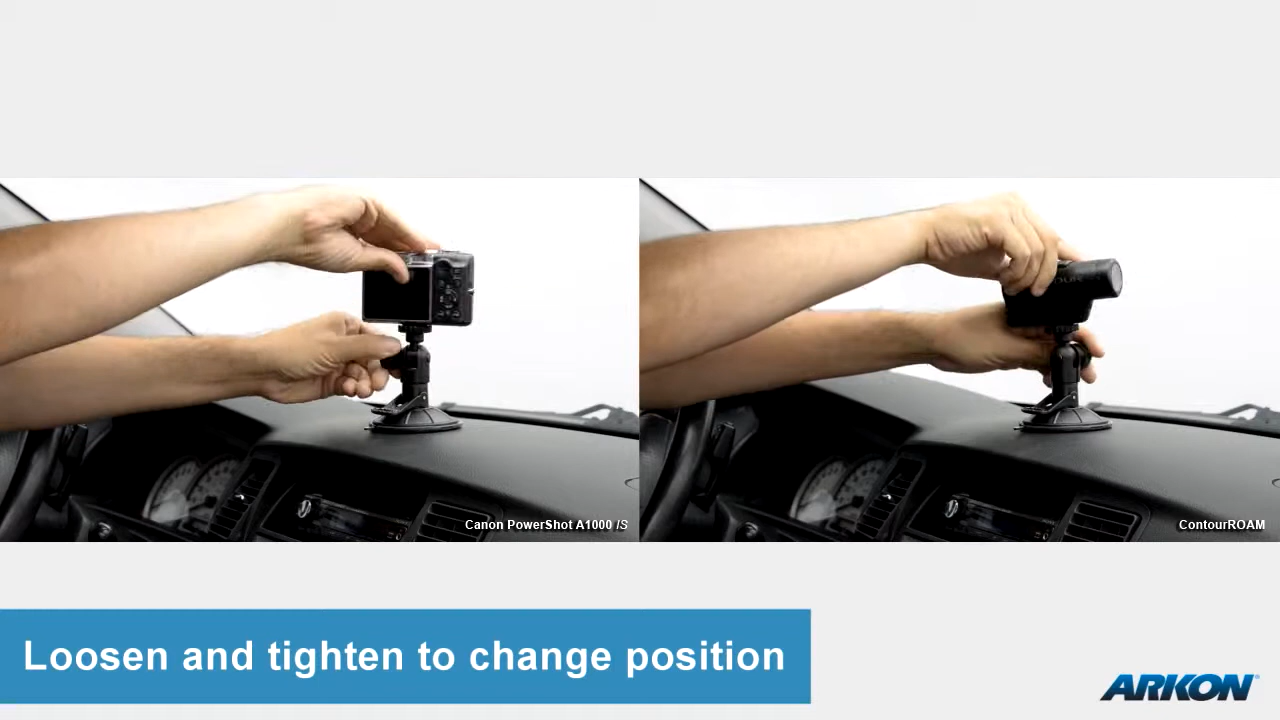 Canon PowerShot A1000 IS
ContourROAM
Loosen and tighten to change position
ARKON